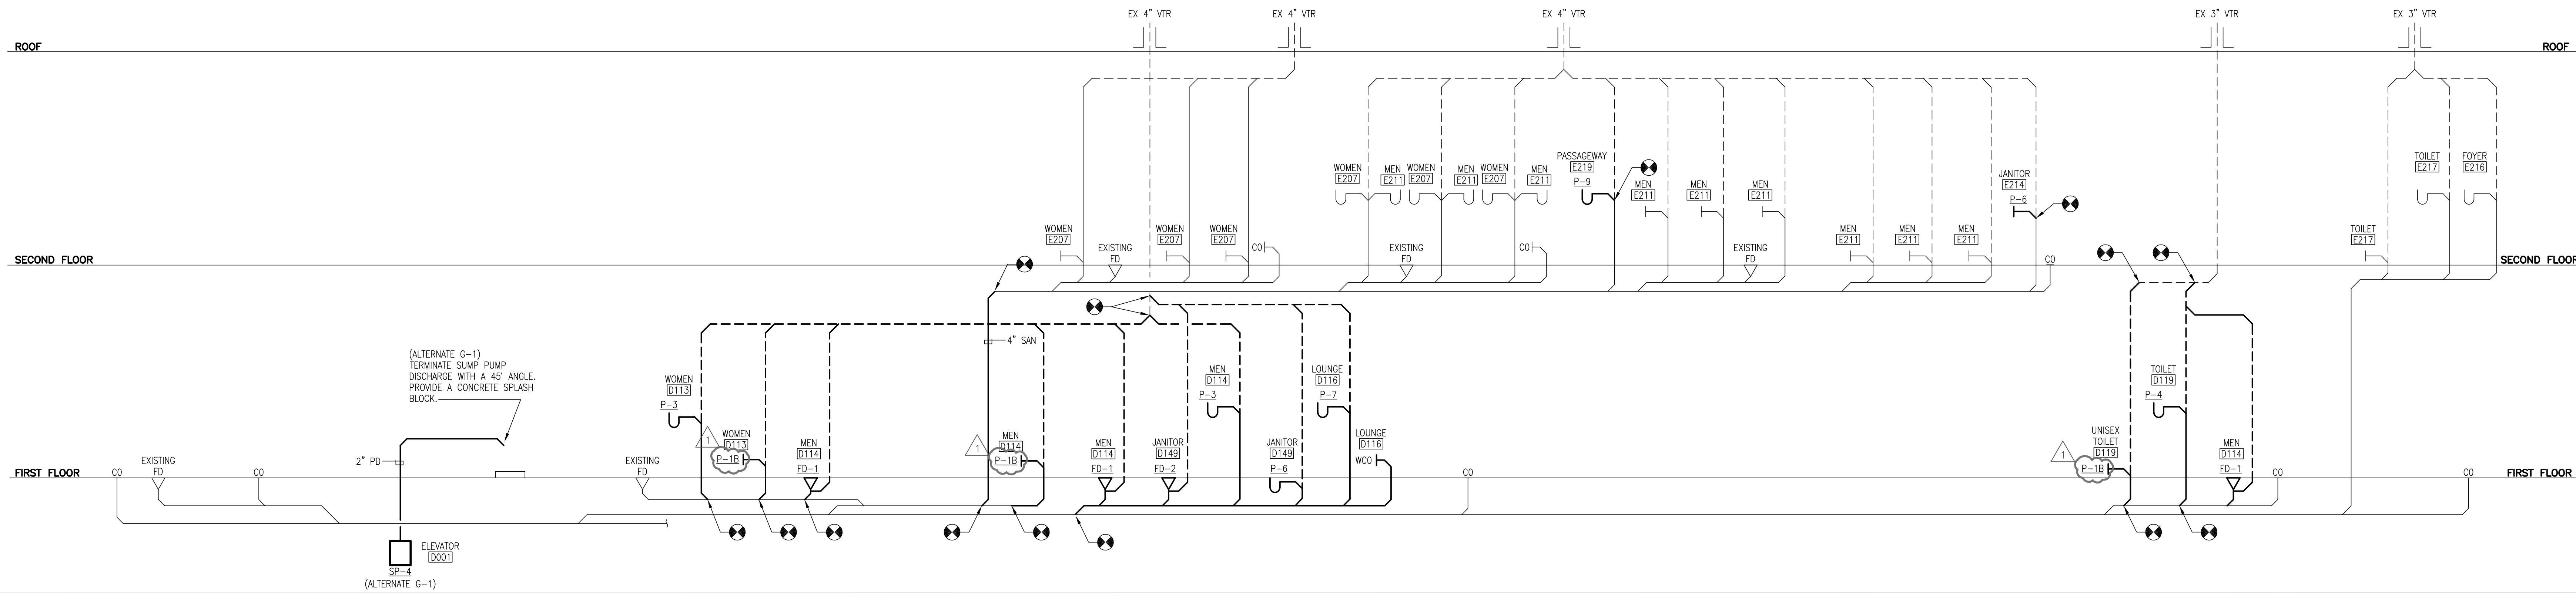 EX 4" VTR
EX 4" VTR
EX 4" VTR
EX 3" VTR
EX 3" VTR
ROOF
ROOF
WOMEN
E207
MEN
E211
WOMEN
E207
MEN
E211
WOMEN
E207
MEN
E211
PASSAGEWAY
E219
P-9
MEN
E211
MEN
E211
MEN
E211
JANITOR
E214
P-6
TOILET
E217
FOYER
E216
WOMEN
E207
EXISTING
FD
WOMEN
E207
WOMEN
E207
CO
EXISTING
FD
CO
EXISTING
FD
MEN
E211
MEN
E211
MEN
E211
CO
TOILET
E217
SECOND FLOOR
SECOND FLOOR
4" SAN
(ALTERNATE G-1)
TERMINATE SUMP PUMP
DISCHARGE WITH A 45° ANGLE.
PROVIDE A CONCRETE SPLASH
BLOCK.
WOMEN
D113
P-3
1
WOMEN
D113
P-1B
MEN
D114
FD-1
1
MEN
D114
P-1B
MEN
D114
FD-1
JANITOR
D149
FD-2
MEN
D114
P-3
JANITOR
D149
P-6
LOUNGE
D116
P-7
LOUNGE
D116
WCO
TOILET
D119
P-4
1
UNISEX
TOILET
D119
P-1B
MEN
D114
FD-1
2" PD
FIRST FLOOR
CO
EXISTING
FD
CO
EXISTING
FD
CO
CO
CO
FIRST FLOOR
ELEVATOR
D001
SP-4
(ALTERNATE G-1)